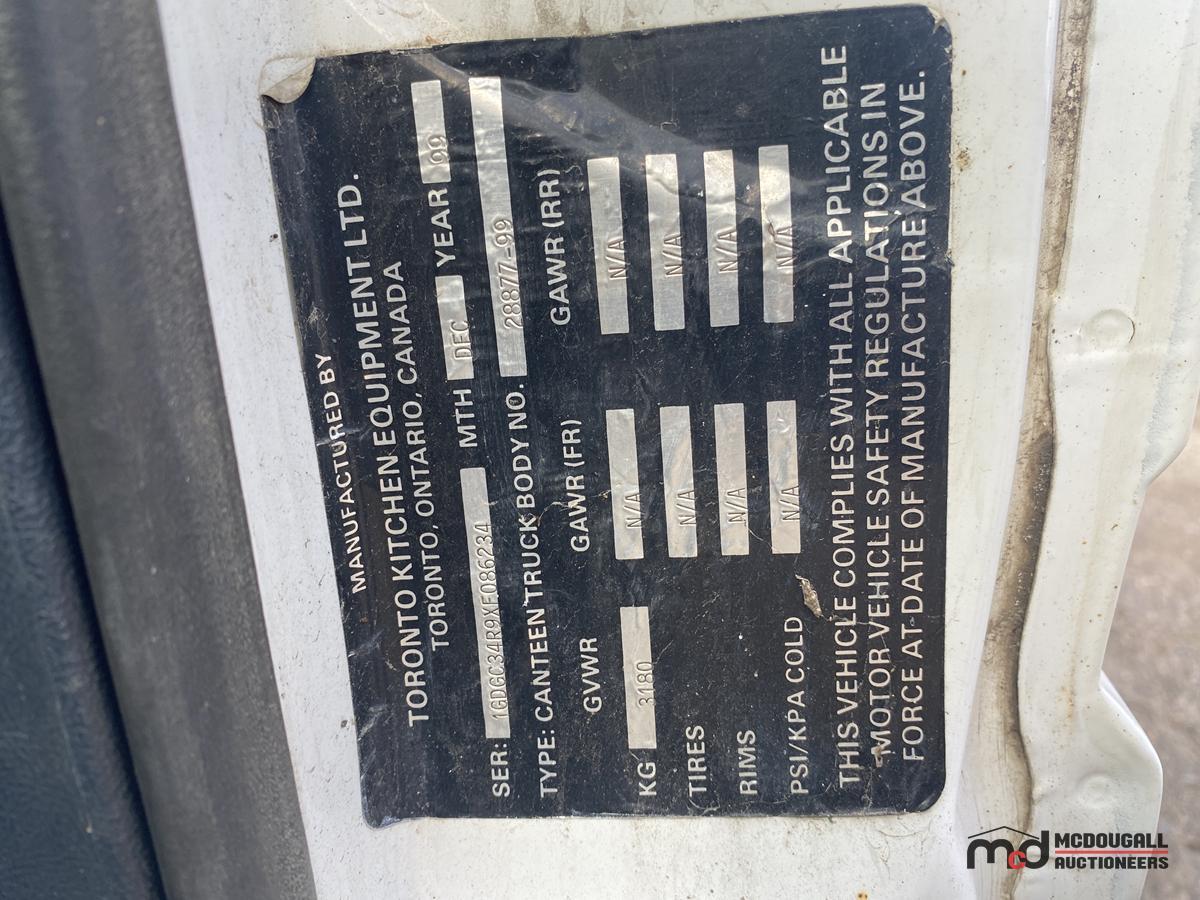 MANUFACTURED BY
TORONTO KITCHEN EQUIPMENT LTD.
TORONTO, ONTARIO, CANADA
SER: 1GDGC34R9XF086234 MTH DEC YEAR 99
TYPE: CANTEEN TRUCK BODY NO. 28877-99
GVWR GAWR (FR) GAWR (RR)
KG 3180 N/A N/A
TIRES N/A N/A
RIMS N/A N/A
PSI/KPA COLD N/A N/A
THIS VEHICLE COMPLIES WITH ALL APPLICABLE
MOTOR VEHICLE SAFETY REGULATIONS IN
FORCE AT DATE OF MANUFACTURE ABOVE.
mcd MCDOUGALL
AUCTIONEERS